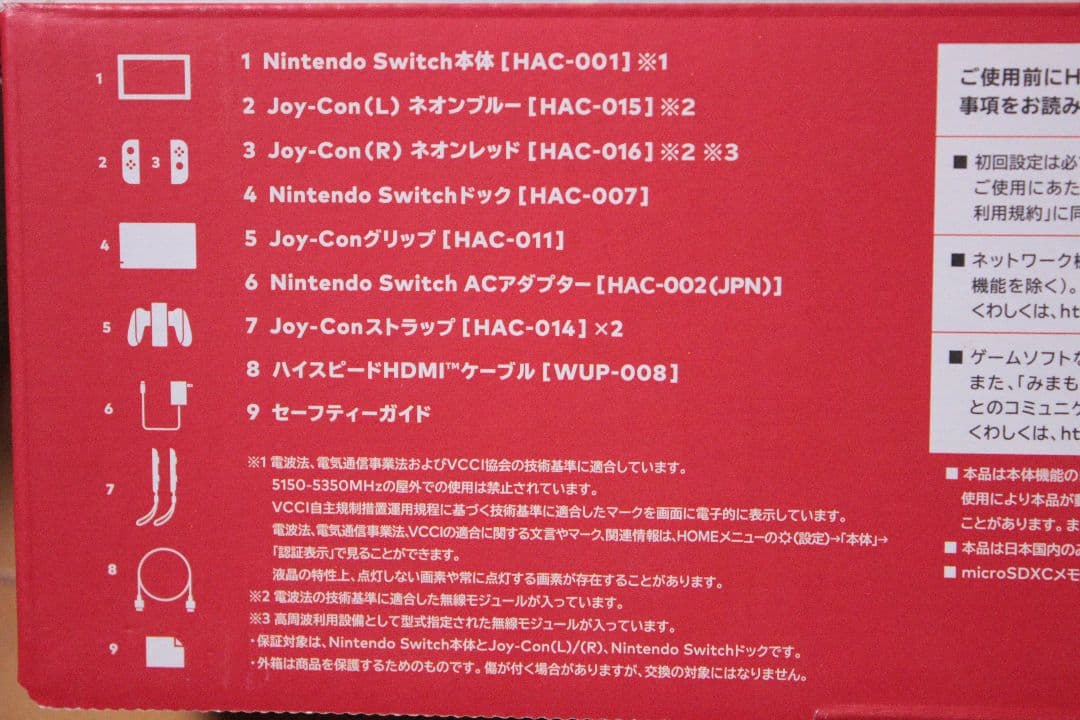 1 Nintendo Switch本体 [HAC-001] ※1
2 Joy-Con(L) ネオンブルー [HAC-015] ※2
3 Joy-Con(R) ネオンレッド [HAC-016] ※2 ※3
4 Nintendo Switchドック [HAC-007]
5 Joy-Conグリップ [HAC-011]
6 Nintendo Switch ACアダプター [HAC-002(JPN)]
7 Joy-Conストラップ [HAC-014] ×2
8 ハイスピードHDMI™ケーブル [WUP-008]
9 セーフティーガイド
1
2 3
4
5
6
7
8
9
※1 電波法、電気通信事業法およびVCCI協会の技術基準に適合しています。
5150-5350MHzの屋外での使用は禁止されています。
VCCI自主規制措置運用規程に基づく技術基準に適合したマークを画面に電子的に表示しています。
電波法、電気通信事業法、VCCIの適合に関する文言やマーク、関連情報は、HOMEメニューの(設定)→「本体」→
「認証表示」で見ることができます。
液晶の特性上、点灯しない画素や常に点灯する画素が存在することがあります。
※2 電波法の技術基準に適合した無線モジュールが入っています。
※3 高周波利用設備として型式指定された無線モジュールが入っています。
・保証対象は、Nintendo Switch本体とJoy-Con(L)/(R)、Nintendo Switchドックです。
・外箱は商品を保護するためのものです。傷が付く場合がありますが、交換の対象にはなりません。
ご使用前にH
事項をお読み
■ 初回設定は必
ご使用にあた
利用規約」に同
■ ネットワーク
機能を除く)。
くわしくは、ht
■ ゲームソフト
また、「みまも
とのコミュニケ
くわしくは、ht
■ 本品は本体機能の
使用により本品が
ことがあります。ま
■ 本品は日本国内のみ
■ microSDXCメモ